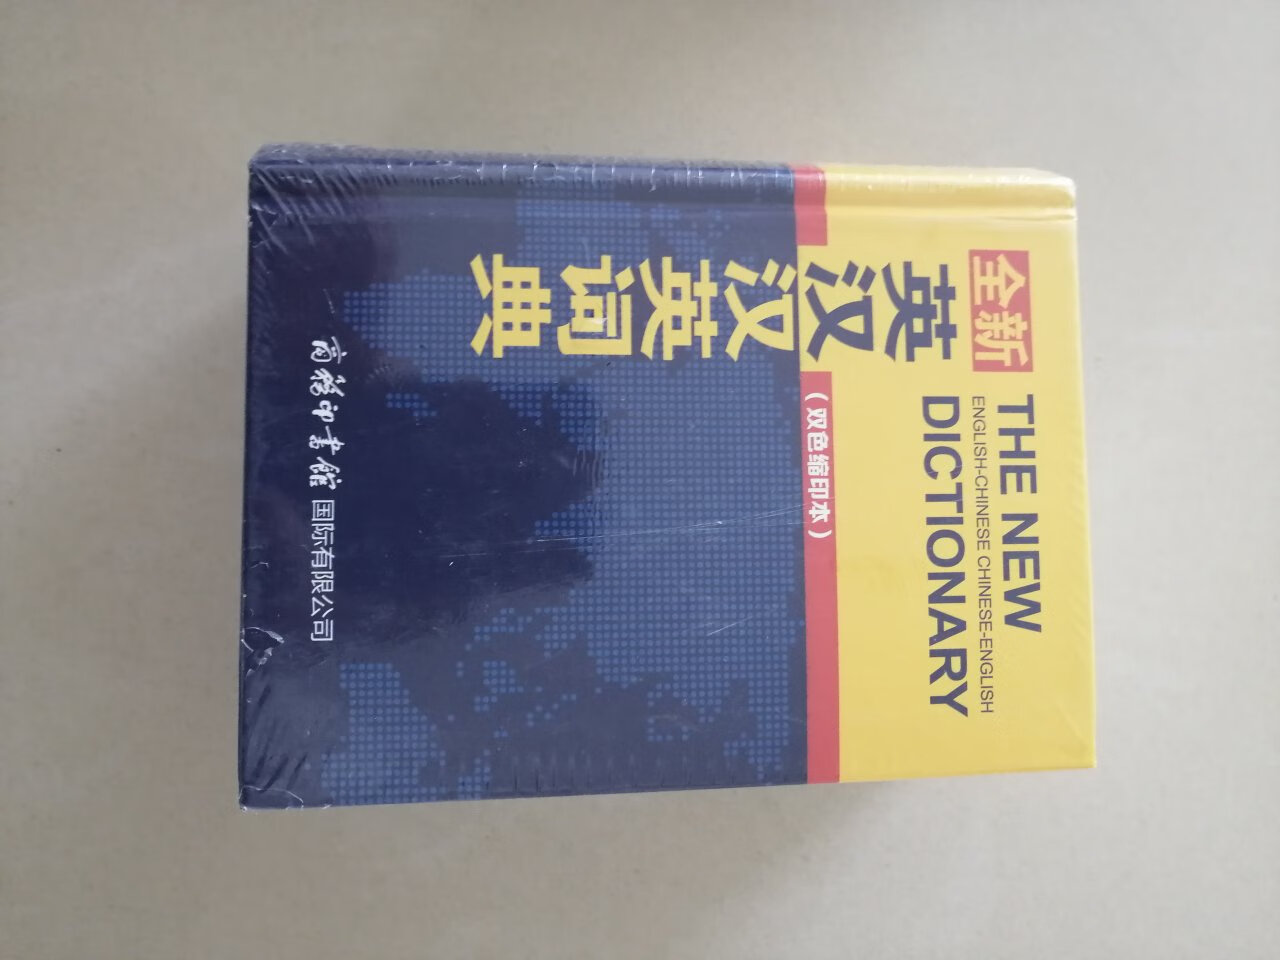 全新
英汉汉英词典
THE NEW
ENGLISH-CHINESE CHINESE-ENGLISH
DICTIONARY
(双色缩印本)
商务印书馆国际有限公司